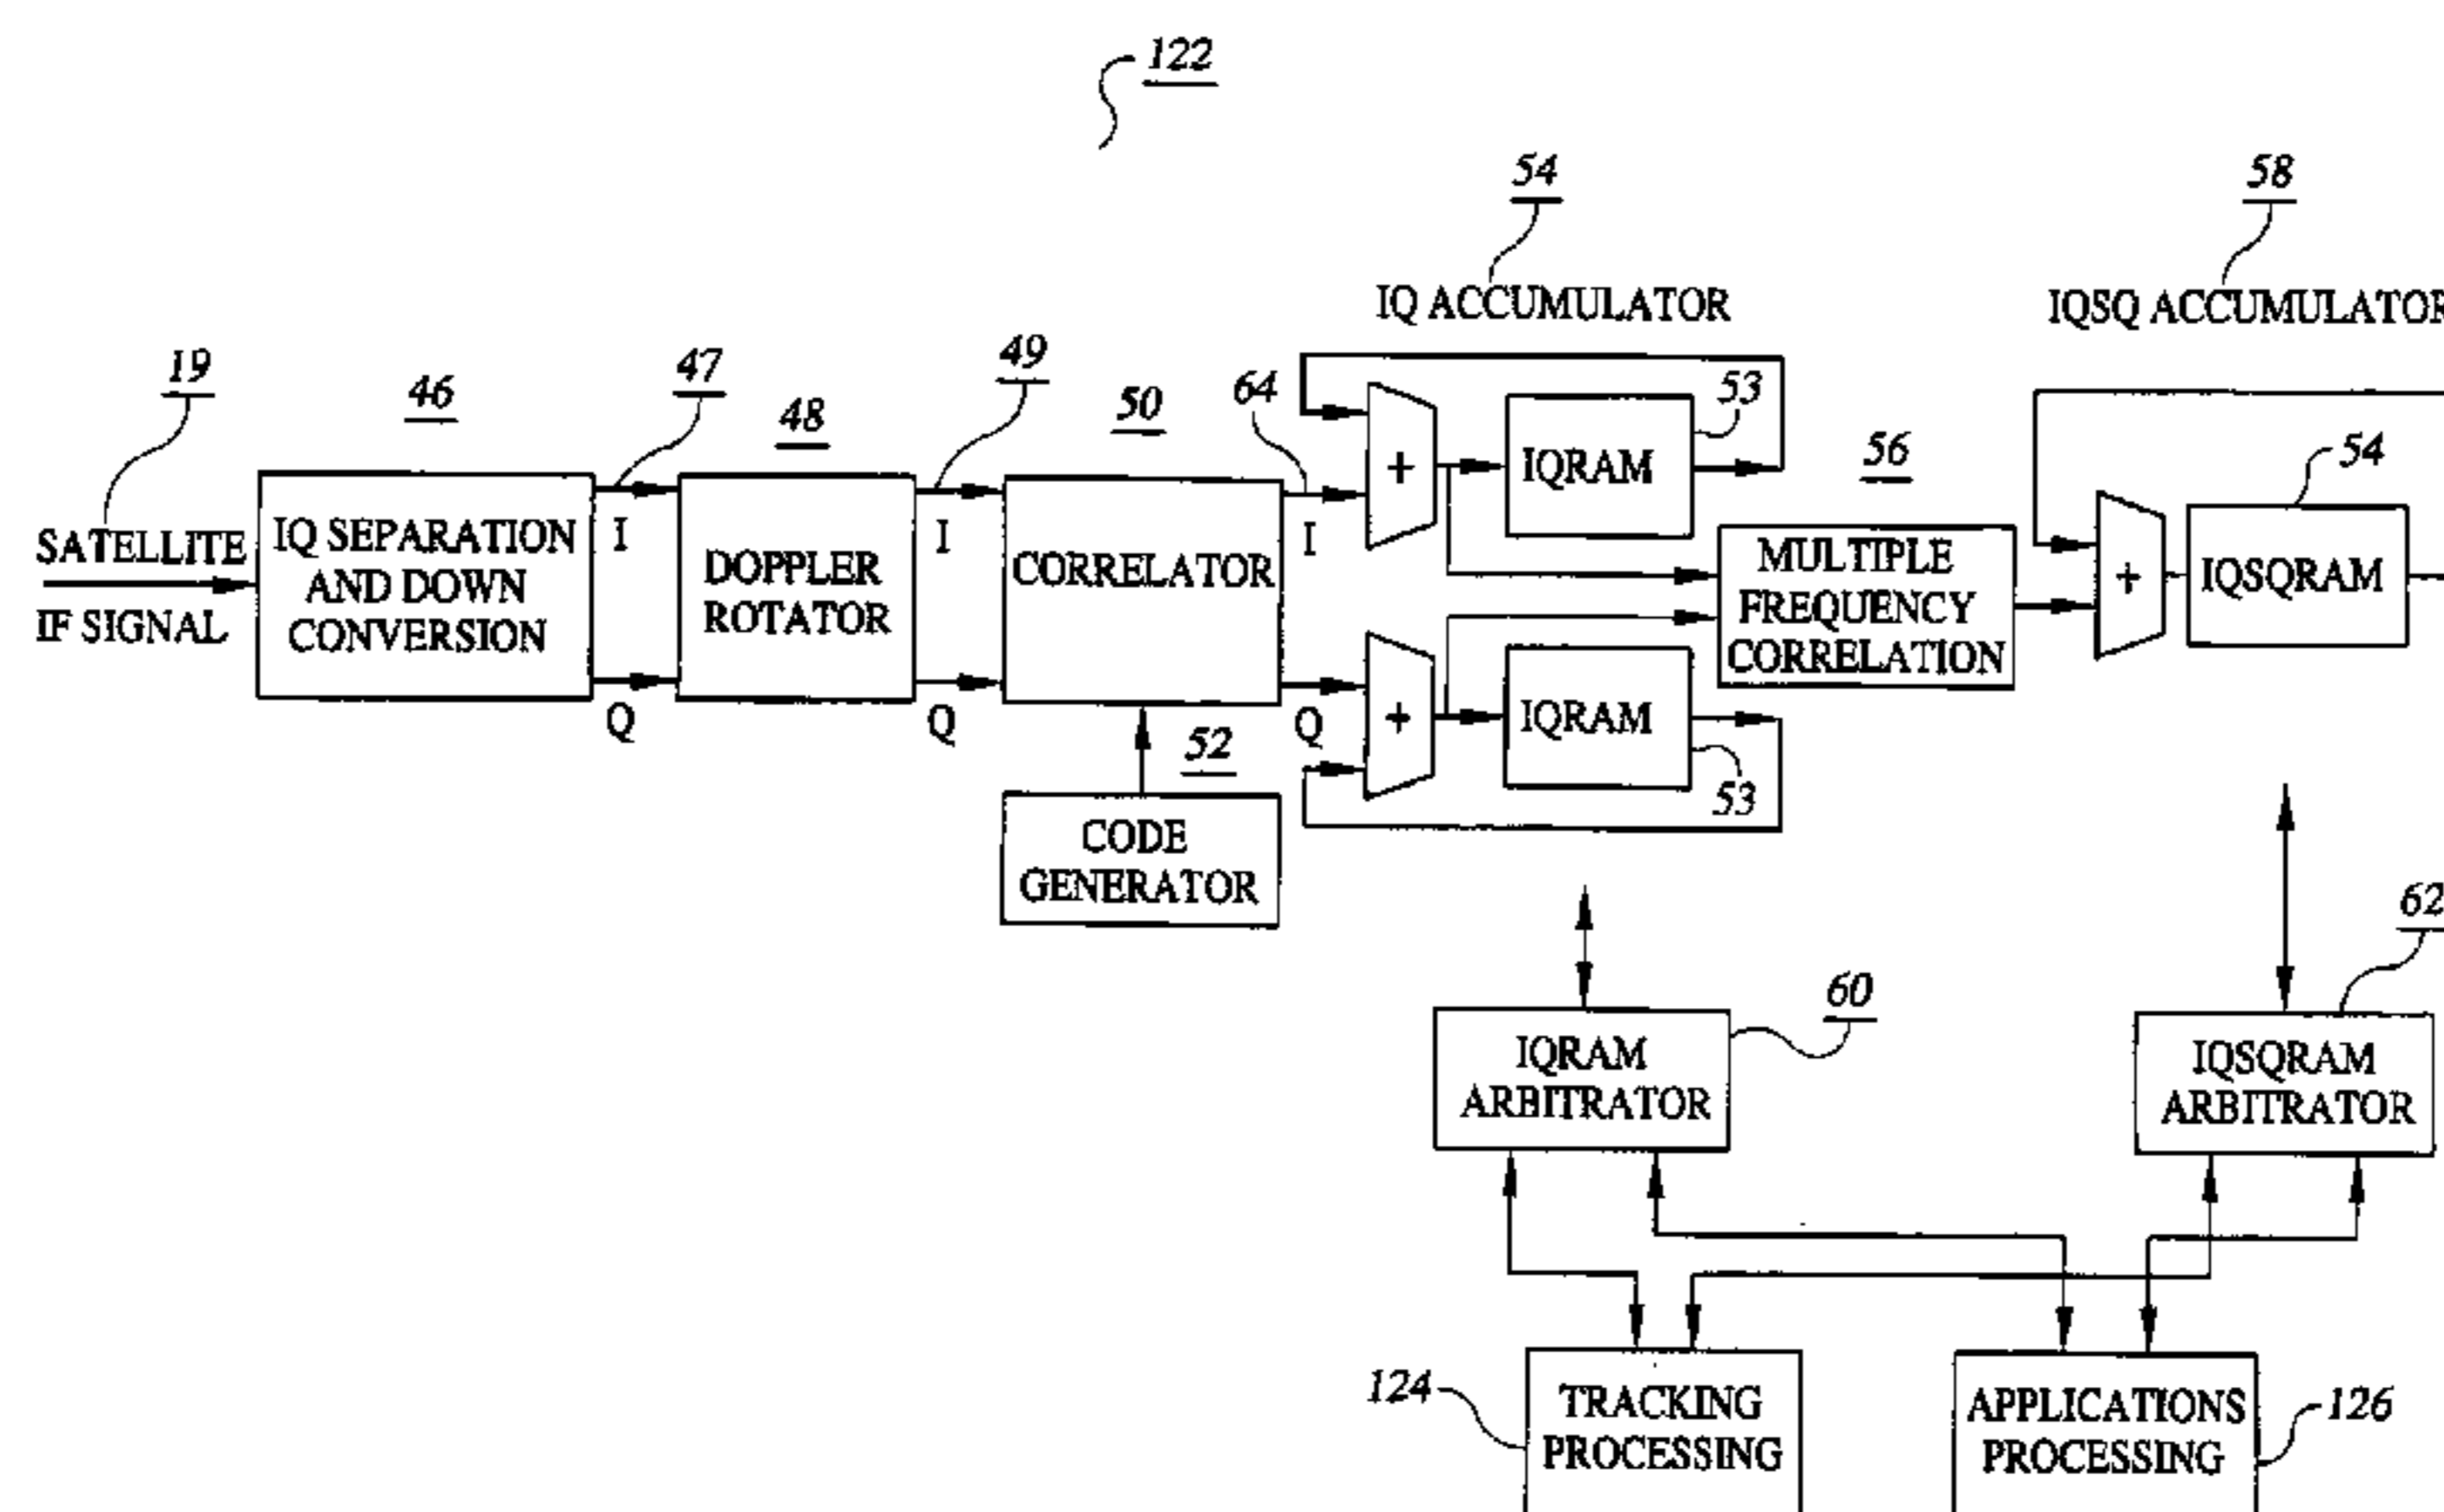 122
54
58
IQ ACCUMULATOR
IQSQ ACCUMULATOR
19
46
47
48
49
50
64
53
56
54
SATELLITE
IF SIGNAL
IQ SEPARATION
AND DOWN
CONVERSION
I
Q
DOPPLER
ROTATOR
I
Q
CORRELATOR
I
Q
+
IQRAM
+
IQRAM
53
MULTIPLE
FREQUENCY
CORRELATION
+
IQSQRAM
52
CODE
GENERATOR
60
62
IQRAM
ARBITRATOR
IQSQRAM
ARBITRATOR
124
TRACKING
PROCESSING
APPLICATIONS
PROCESSING
126